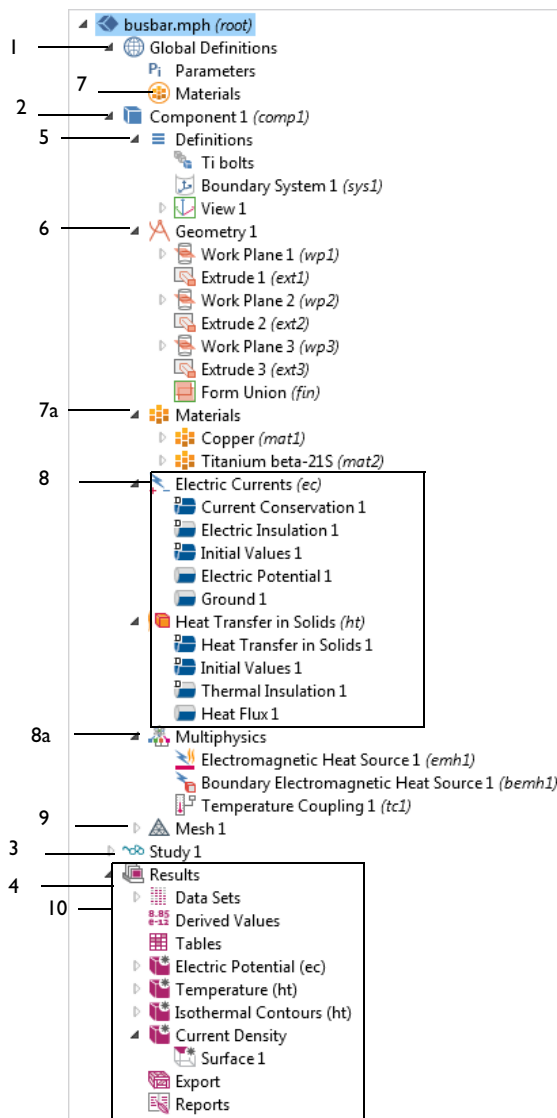 busbar.mph (root)
1 Global Definitions
Pi Parameters
7 Materials
2 Component 1 (comp1)
5 Definitions
Ti bolts
Boundary System 1 (sys1)
View 1
6 Geometry 1
Work Plane 1 (wp1)
Extrude 1 (ext1)
Work Plane 2 (wp2)
Extrude 2 (ext2)
Work Plane 3 (wp3)
Extrude 3 (ext3)
Form Union (fin)
7a Materials
Copper (mat1)
Titanium beta-21S (mat2)
8 Electric Currents (ec)
D Current Conservation 1
D Electric Insulation 1
D Initial Values 1
Electric Potential 1
Ground 1
Heat Transfer in Solids (ht)
D Heat Transfer in Solids 1
D Initial Values 1
D Thermal Insulation 1
Heat Flux 1
8a Multiphysics
Electromagnetic Heat Source 1 (emh1)
Boundary Electromagnetic Heat Source 1 (bemh1)
Temperature Coupling 1 (tc1)
9 Mesh 1
3 Study 1
4 Results
10 Data Sets
8.85 e-12 Derived Values
Tables
Electric Potential (ec)
Temperature (ht)
Isothermal Contours (ht)
Current Density
Surface 1
Export
Reports